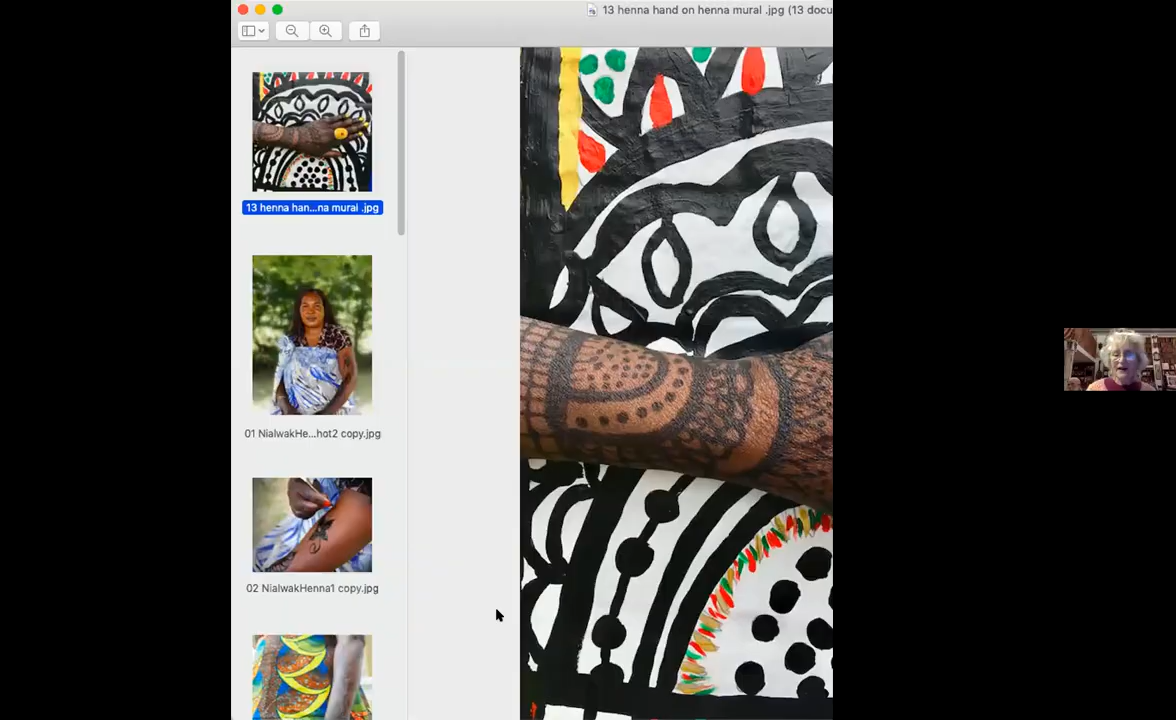 13 henna hand on henna mural .jpg (13 docu
13 henna han...na mural .jpg
01 NialwakHe...hot2 copy.jpg
02 NialwakHenna1 copy.jpg